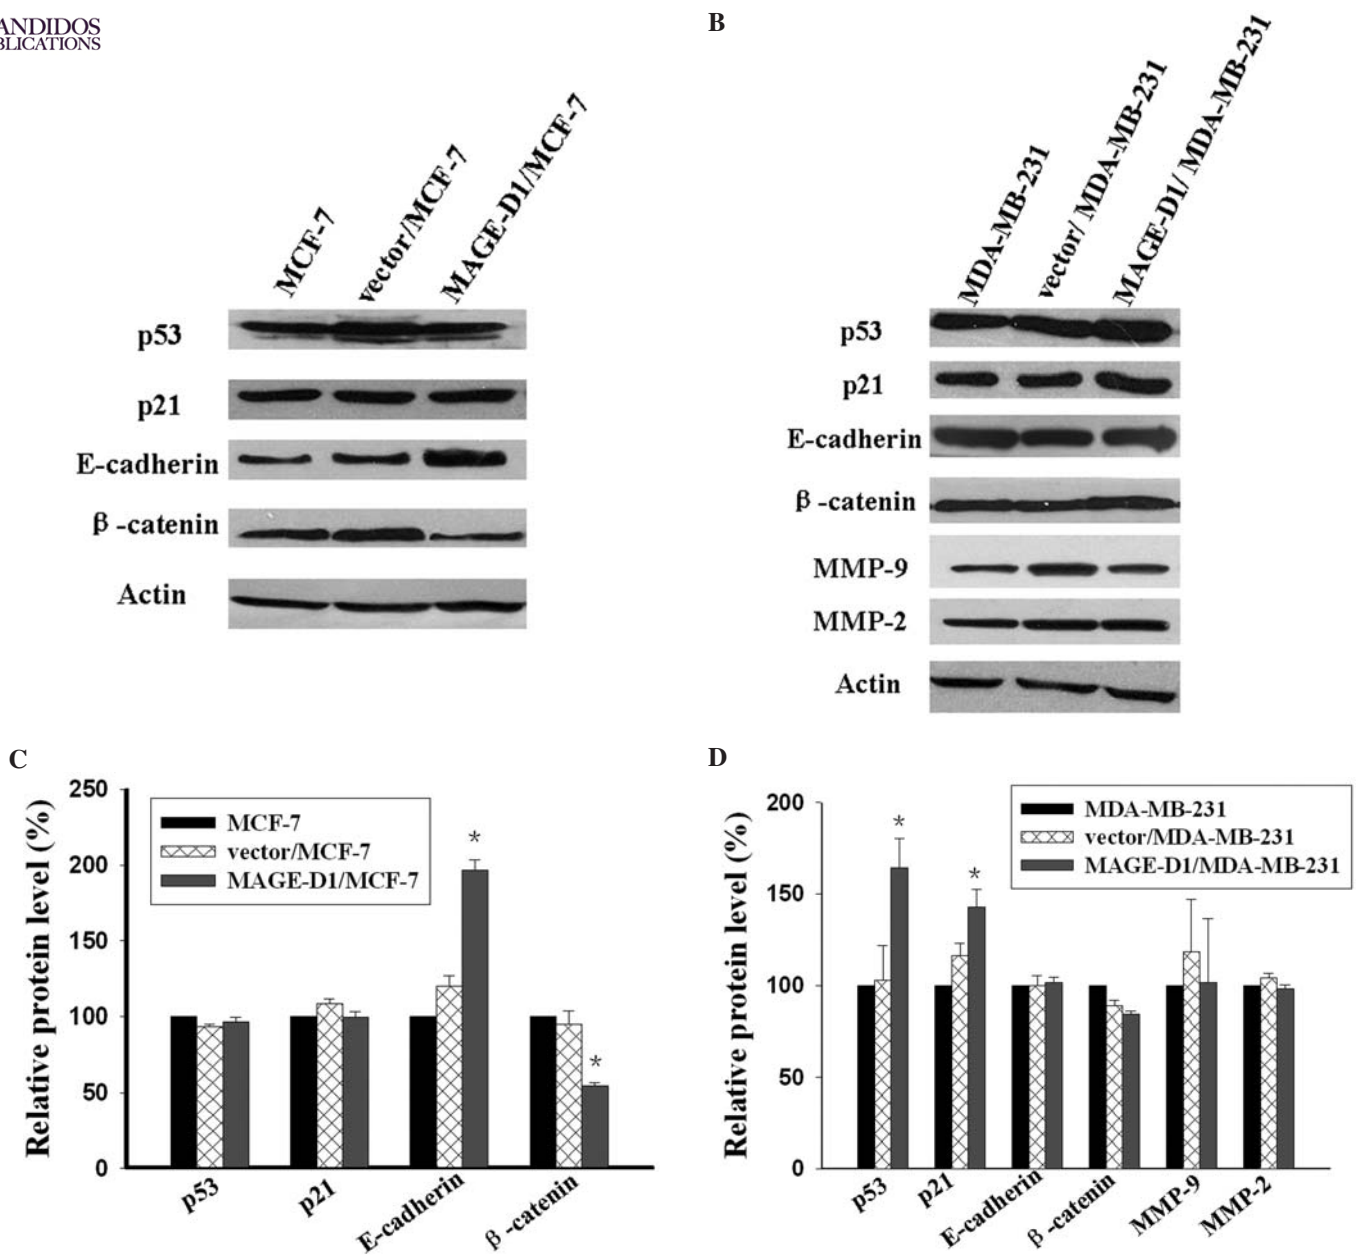 ANDIDOS
BLICATIONS
B
MCF-7
vector/MCF-7
MAGE-D1/MCF-7
p53
p21
E-cadherin
β-catenin
Actin
MDA-MB-231
vector/ MDA-MB-231
MAGE-D1/ MDA-MB-231
p53
p21
E-cadherin
β-catenin
MMP-9
MMP-2
Actin
C
Relative protein level (%)
250
200
150
100
50
0
MCF-7
vector/MCF-7
MAGE-D1/MCF-7
*
*
p53
p21
E-cadherin
β-catenin
D
Relative protein level (%)
200
150
100
50
0
MDA-MB-231
vector/MDA-MB-231
MAGE-D1/MDA-MB-231
*
*
p53
p21
E-cadherin
β-catenin
MMP-9
MMP-2